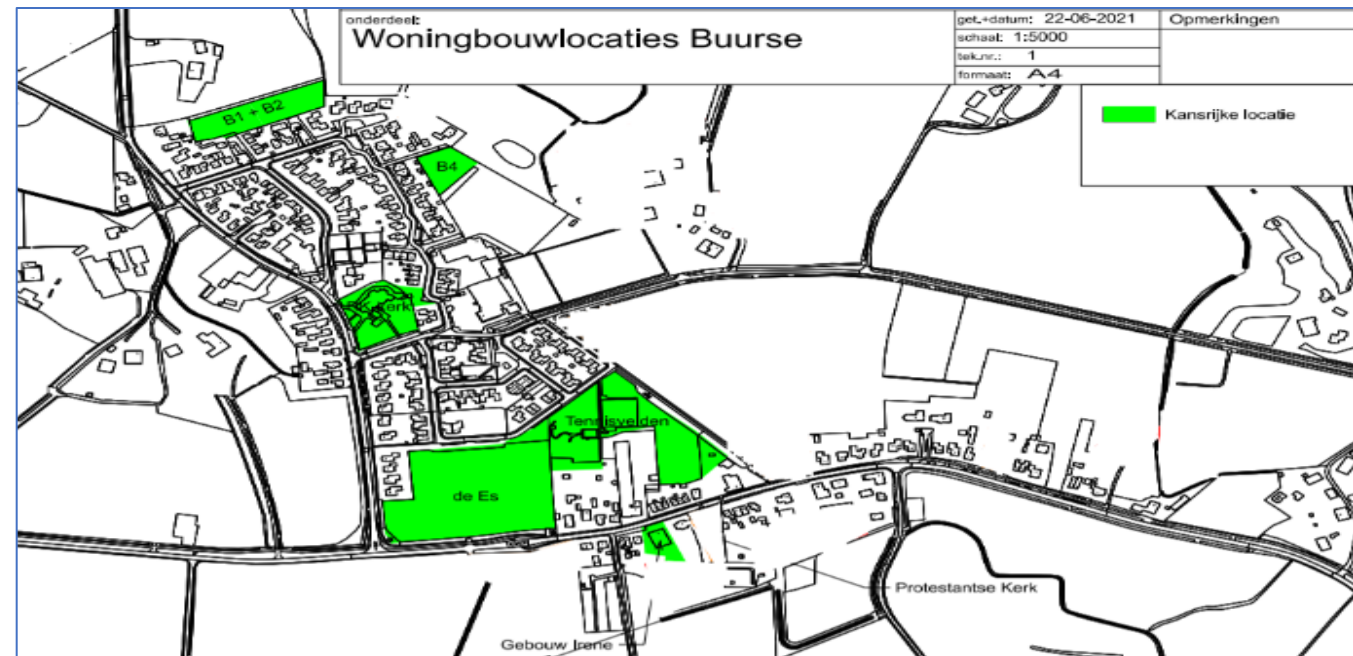 onderdeel:
Woningbouwlocaties Buurse
get.+datum: 22-06-2021
schaal: 1:5000
tek.nr.: 1
formaat: A4
Opmerkingen
Kansrijke locatie
B1 + B2
B4
Kerk
Tennisvelden
de Es
Protestantse Kerk
Gebouw Irene